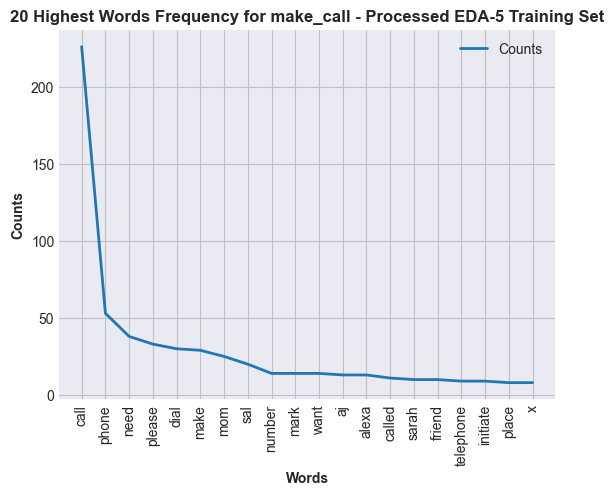 20 Highest Words Frequency for make_call - Processed EDA-5 Training Set
Counts
200
150
100
50
0
Counts
call
phone
need
please
dial
make
mom
sal
number
mark
want
aj
alexa
called
sarah
friend
telephone
initiate
place
x
Words